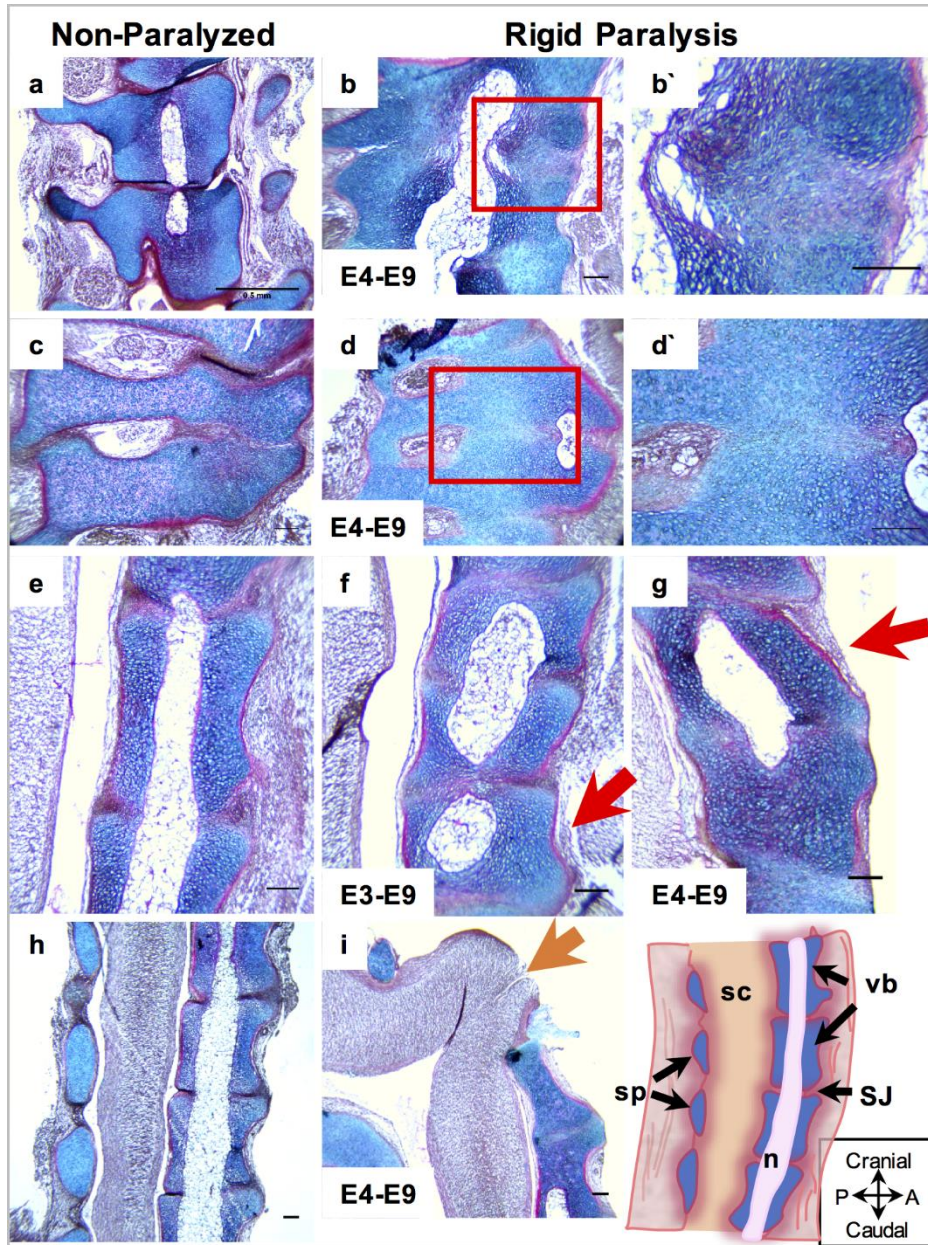 Non-Paralyzed Rigid Paralysis
a b b`
0.5 mm
E4-E9
c d d`
E4-E9
e f g
E3-E9 E4-E9
h i
E4-E9
sc vb
sp SJ
n
Cranial
P A
Caudal